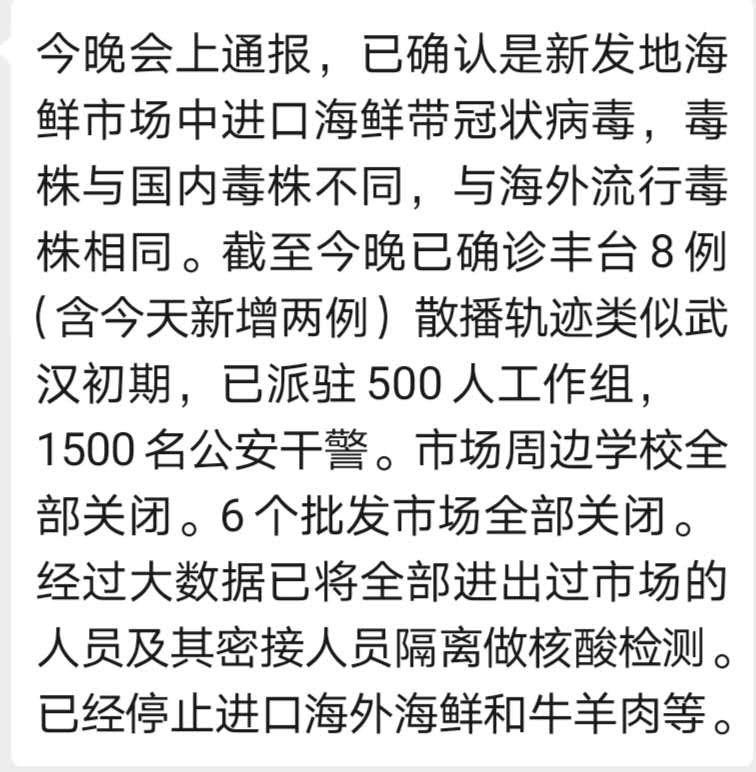 今晚会上通报，已确认是新发地海
鲜市场中进口海鲜带冠状病毒，毒
株与国内毒株不同，与海外流行毒
株相同。截至今晚已确诊丰台8例
(含今天新增两例）散播轨迹类似武
汉初期，已派驻500人工作组，
1500名公安干警。市场周边学校全
部关闭。6个批发市场全部关闭。
经过大数据已将全部进出过市场的
人员及其密接人员隔离做核酸检测。
已经停止进口海外海鲜和牛羊肉等。